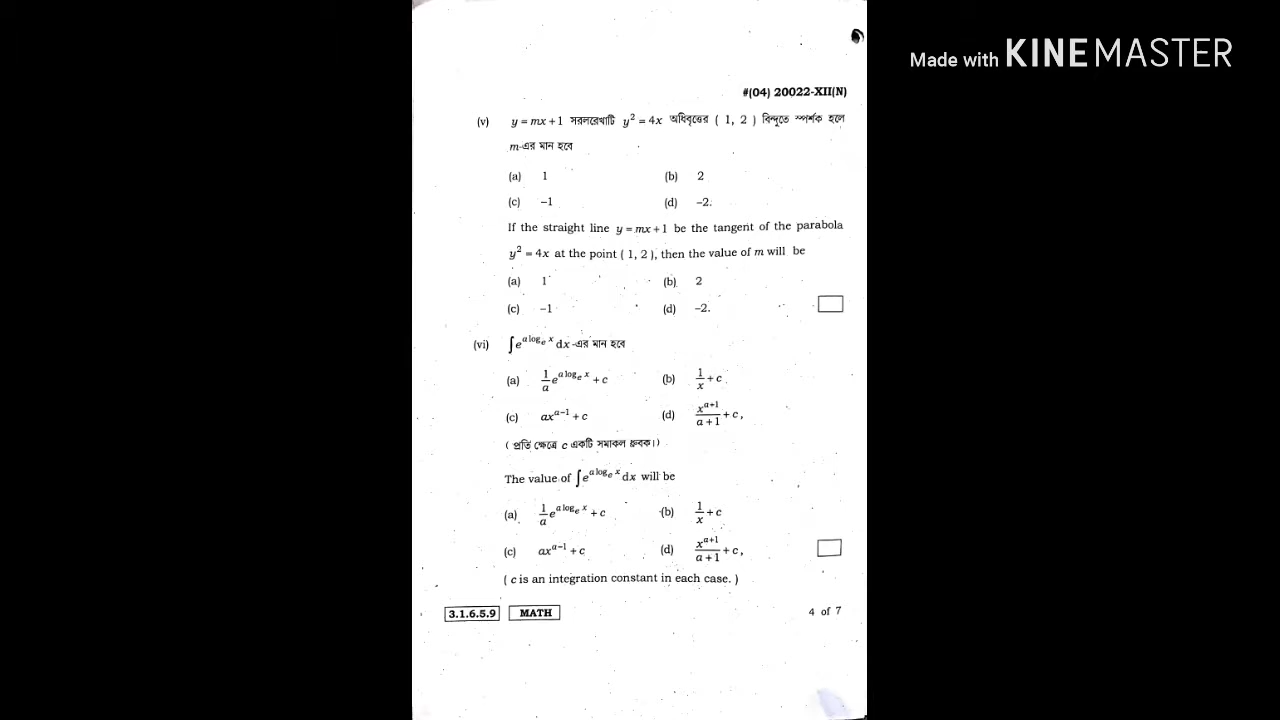 Made with KINEMASTER
#(04) 20022-XII(N)
(v) y = mx + 1 সরলরেখাটি y² = 4x অধিবৃত্তের ( 1, 2 ) বিন্দুতে স্পর্শক হলে
m-এর মান হবে
(a) 1 (b) 2
(c) –1 (d) –2.
If the straight line y = mx + 1 be the tangent of the parabola
y² = 4x at the point ( 1, 2 ), then the value of m will be
(a) 1 (b) 2
(c) –1 (d) –2.
(vi) ∫e^{a log_e x} dx -এর মান হবে
(a) 1/a e^{a log_e x} + c (b) 1/x + c
(c) ax^{a–1} + c (d) x^{a+1}/(a+1) + c,
( প্রতি ক্ষেত্রে c একটি সমাকল ধ্রুবক। )
The value of ∫e^{a log_e x} dx will be
(a) 1/a e^{a log_e x} + c (b) 1/x + c
(c) ax^{a–1} + c (d) x^{a+1}/(a+1) + c,
( c is an integration constant in each case. )
3.1.6.5.9 MATH 4 of 7